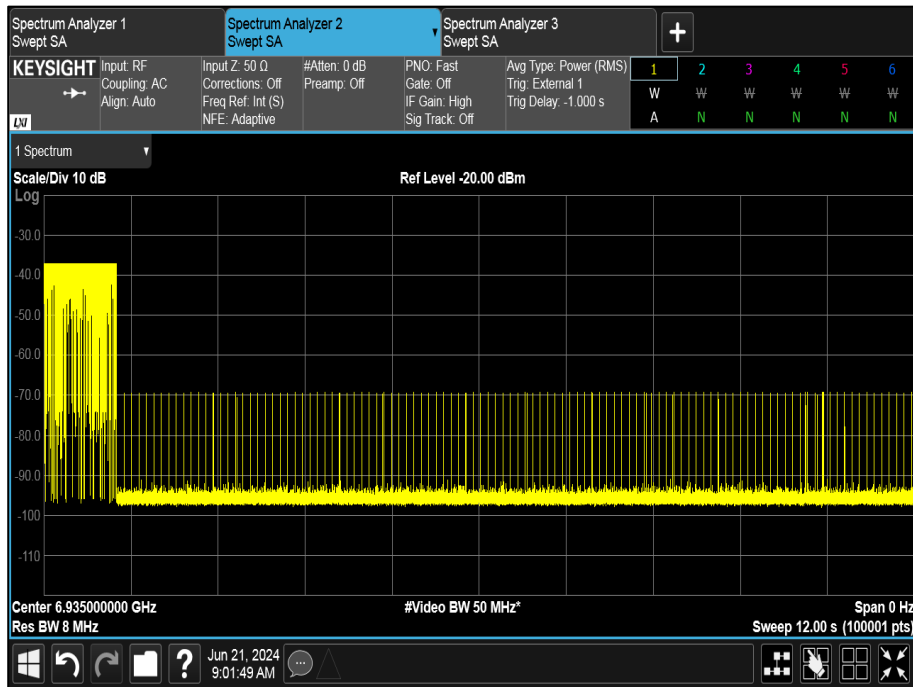 Spectrum Analyzer 1
Swept SA
Spectrum Analyzer 2
Swept SA
Spectrum Analyzer 3
Swept SA
+
KEYSIGHT
LXI
Input: RF
Coupling: AC
Align: Auto
Input Z: 50 Ω
Corrections: Off
Freq Ref: Int (S)
NFE: Adaptive
#Atten: 0 dB
Preamp: Off
PNO: Fast
Gate: Off
IF Gain: High
Sig Track: Off
Avg Type: Power (RMS)
Trig: External 1
Trig Delay: -1.000 s
1 2 3 4 5 6
W W W W W W
A N N N N N
1 Spectrum
Scale/Div 10 dB
Ref Level -20.00 dBm
Log
-30.0
-40.0
-50.0
-60.0
-70.0
-80.0
-90.0
-100
-110
Center 6.935000000 GHz
#Video BW 50 MHz*
Span 0 Hz
Res BW 8 MHz
Sweep 12.00 s (100001 pts)
?
Jun 21, 2024
9:01:49 AM